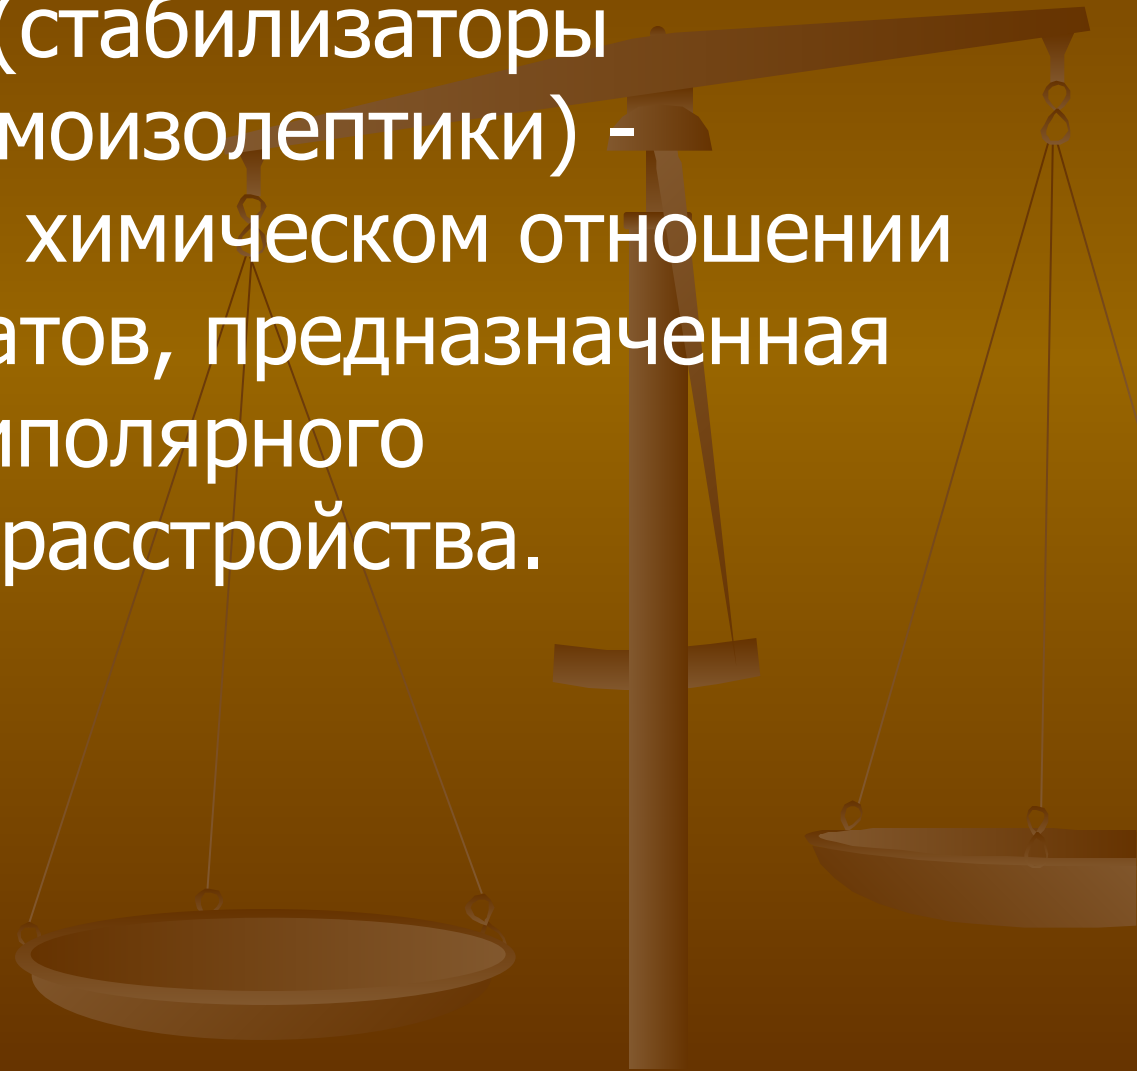 (стабилизаторы
моизолептики) -
химическом отношении
атов, предназначенная
иполярного
расстройства.